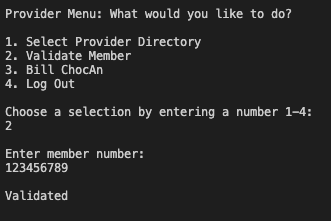 Provider Menu: What would you like to do?
1. Select Provider Directory
2. Validate Member
3. Bill ChocAn
4. Log Out
Choose a selection by entering a number 1-4:
2
Enter member number:
123456789
Validated